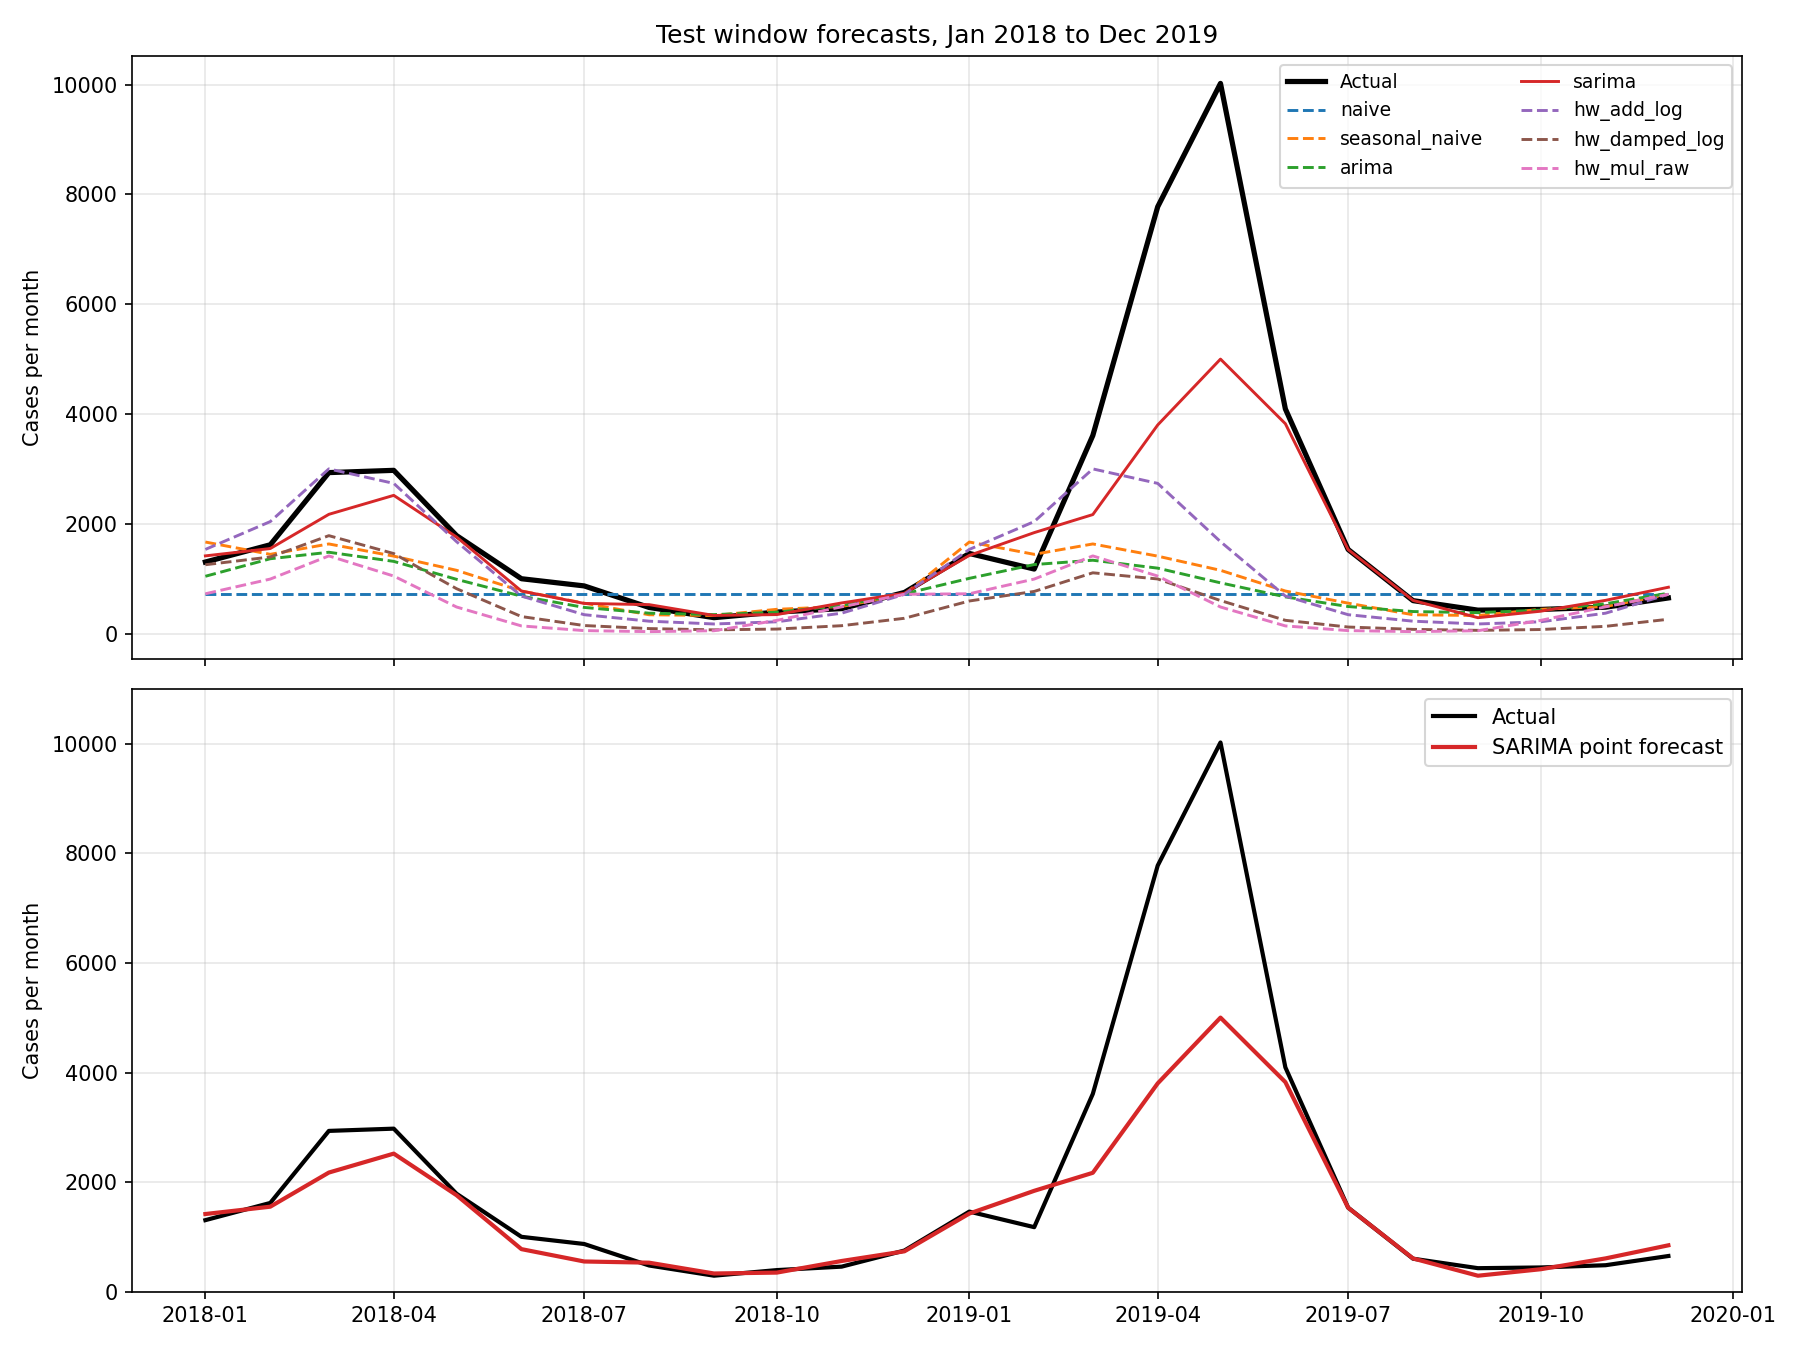 Test window forecasts, Jan 2018 to Dec 2019
Cases per month
10000
8000
6000
4000
2000
0
Actual
naive
seasonal_naive
arima
sarima
hw_add_log
hw_damped_log
hw_mul_raw
Cases per month
10000
8000
6000
4000
2000
0
Actual
SARIMA point forecast
2018-01 2018-04 2018-07 2018-10 2019-01 2019-04 2019-07 2019-10 2020-01